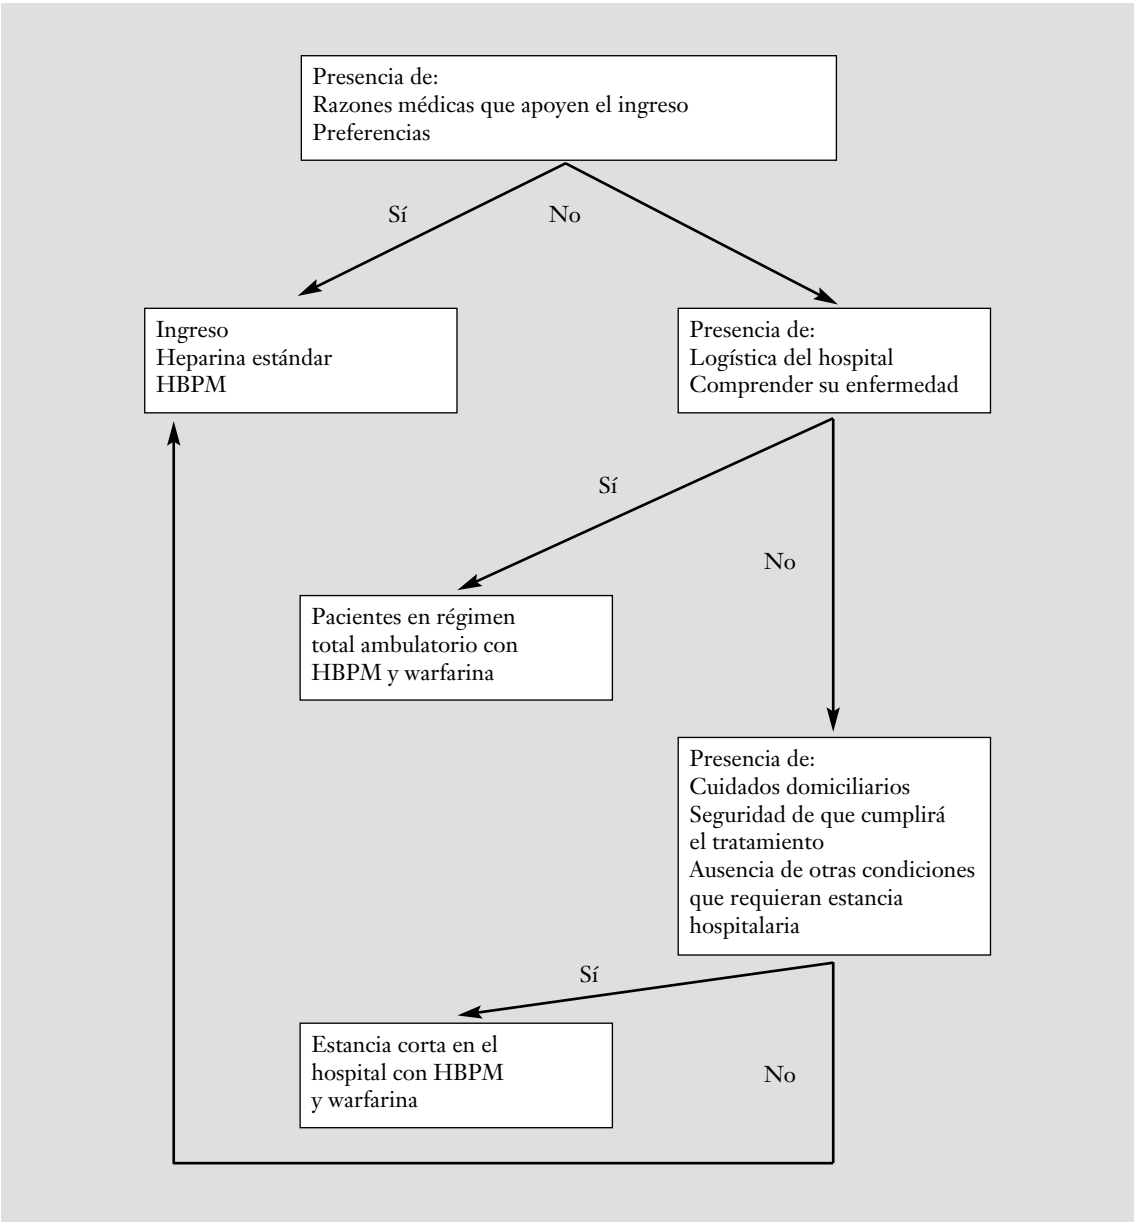 Presencia de:
Razones médicas que apoyen el ingreso
Preferencias
Sí
No
Ingreso
Heparina estándar
HBPM
Presencia de:
Logística del hospital
Comprender su enfermedad
Sí
No
Pacientes en régimen
total ambulatorio con
HBPM y warfarina
Presencia de:
Cuidados domiciliarios
Seguridad de que cumplirá
el tratamiento
Ausencia de otras condiciones
que requieran estancia
hospitalaria
Sí
No
Estancia corta en el
hospital con HBPM
y warfarina